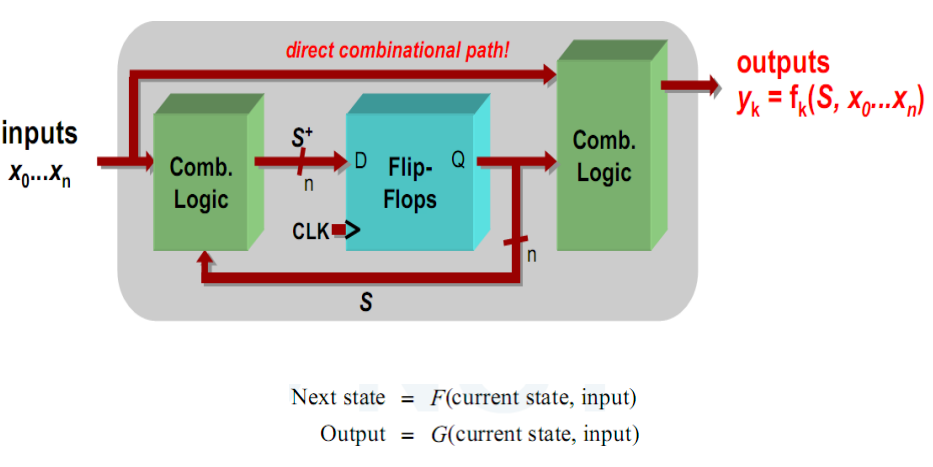 direct combinational path!
inputs
x₀...xₙ
Comb.
Logic
S⁺
n
D
Q
Flip-
Flops
CLK
n
S
Comb.
Logic
outputs
yₖ = fₖ(S, x₀...xₙ)
Next state = F(current state, input)
Output = G(current state, input)